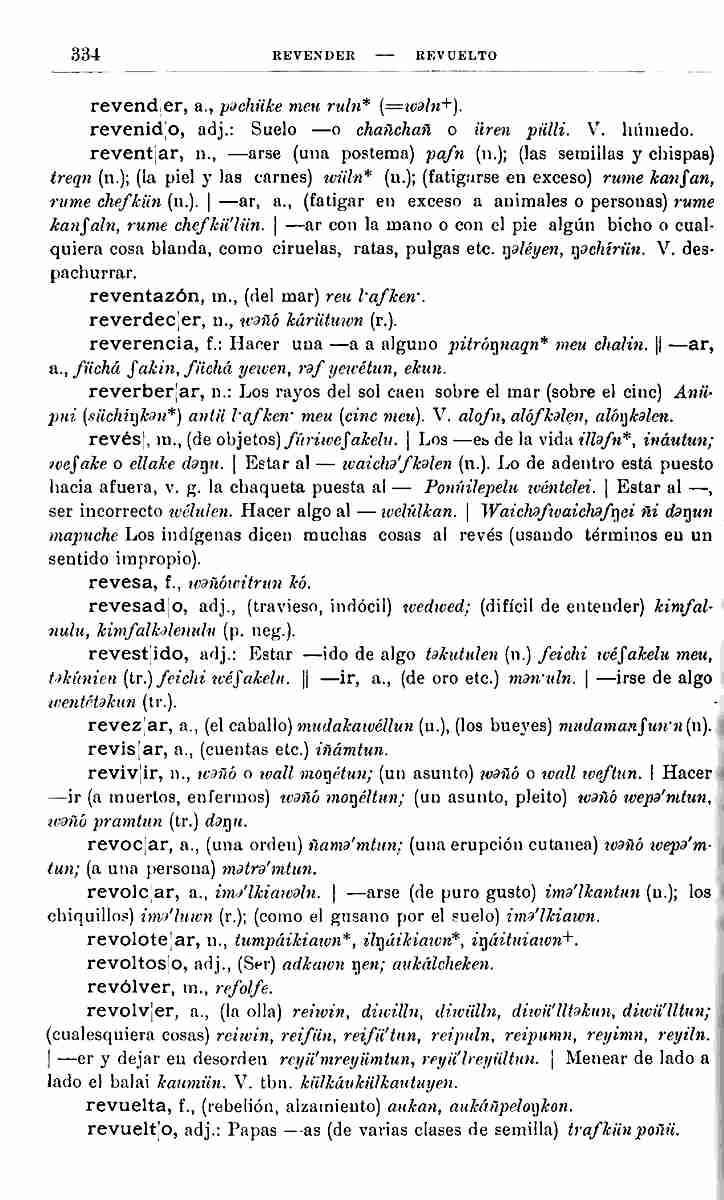 334 REVENDER — REVUELTO
revend¦er, a., pəchiike meu ruln* (=wəln+).
revenid¦o, adj.: Suelo —o chañchañ o üren pülli. V. húmedo.
revent¦ar, n., —arse (una postema) pafn (n.); (las semillas y chispas)
treqn (n.); (la piel y las carnes) wüln* (n.); (fatigarse en exceso) rume kanſan,
rume chefkün (n.). | —ar, a., (fatigar en exceso a animales o personas) rume
kanſaln, rume chefkü'lün. | —ar con la mano o con el pie algún bicho o cual-
quiera cosa blanda, como ciruelas, ratas, pulgas etc. ŋəléyen, ŋəchírün. V. des-
pachurrar.
reventazón, m., (del mar) reu l·afken·.
reverdec¦er, n., wəñó kárütuwn (r.).
reverencia, f.: Hacer una —a a alguno pitróŋnaqn* meu chalin. || —ar,
a., füchá ſakin, füchá yewen, rəf yewétun, ekun.
reverber¦ar, n.: Los rayos del sol caen sobre el mar (sobre el cinc) Anü-
pui (süchiŋkən*) antü l·afken· meu (cinc meu). V. alofn, alófkəlen, alóŋkəlen.
revés¦, m., (de objetos) fúriweſakelu. | Los —es de la vida illəfn*,ináutun;
weſake o ellake dəŋu. | Estar al — waichə'fkəlen (n.). Lo de adentro está puesto
hacia afuera, v. g. la chaqueta puesta al — Ponúilepelu wéntelei. | Estar al —,
ser incorrecto wélulen. Hacer algo al — welúlkan. | Waichəfwaichəfŋei ñi dəŋun
mapuche Los indígenas dicen muchas cosas al revés (usando términos en un
sentido impropio).
revesa, f., wəñówitrun kó.
revesad¦o, adj., (travieso, indócil) wedwed; (difícil de entender) kimfal-
nulu, kimfalkəlenulu (p. neg.).
revest¦ido, adj.: Estar —ido de algo təkutulen (n.) feichi wéſakelu meu,
təkúnien (tr.) feichi wéſakelu. || —ir, a., (de oro etc.) mən·uln. | —irse de algo
wentétəkun (tr.).
revez¦ar, a., (el caballo) mudakawéllun (n.), (los bueyes) mudamanſun·n (n).
revis¦ar, a., (cuentas etc.) iñámtun.
reviv¦ir, n., wəñó o wall moŋétun; (un asunto) wəñó o wall weftun. | Hacer
—ir (a muertos, enfermos) wəñó moŋéltun; (un asunto, pleito) wəñó wepə'mtun,
wəñó pramtun (tr.) dəŋu.
revoc¦ar, a., (una orden) ñamə'mtun; (una erupción cutanea) wəñó wepə'm-
tun; (a una persona) mətrə'mtun.
revolc¦ar, a., imə'lkiawəln. | —arse (de puro gusto) imə'lkantun (n.); los
chiquillos) imə'luwn (r.); (como el gusano por el suelo) imə'lkiawn.
revolote¦ar, n., tumpáikiawn*, ilŋáikiawn*, iŋáituiawn+.
revoltos¦o, adj., (Ser) adkawn ŋen; aukálcheken.
revólver, m., refolfe.
revolv¦er, a., (la olla) reiwin, diwilln, diwülln, diwü'lltəkun, diwü'lltun;
(cualesquiera cosas) reiwin, reifün, reifü'tun, reipuln, reipumn, reyimn, reyiln.
| —er y dejar en desorden reyü'mreyümtun, reyü'lreyültun. | Menear de lado a
lado el balai kaumün. V. tbn. külkáukülkautuyen.
revuelta, f., (rebelión, alzamiento) aukan, aukáñpeloŋkon.
revuelt¦o, adj.: Papas —as (de varias clases de semilla) trafkün poñü.